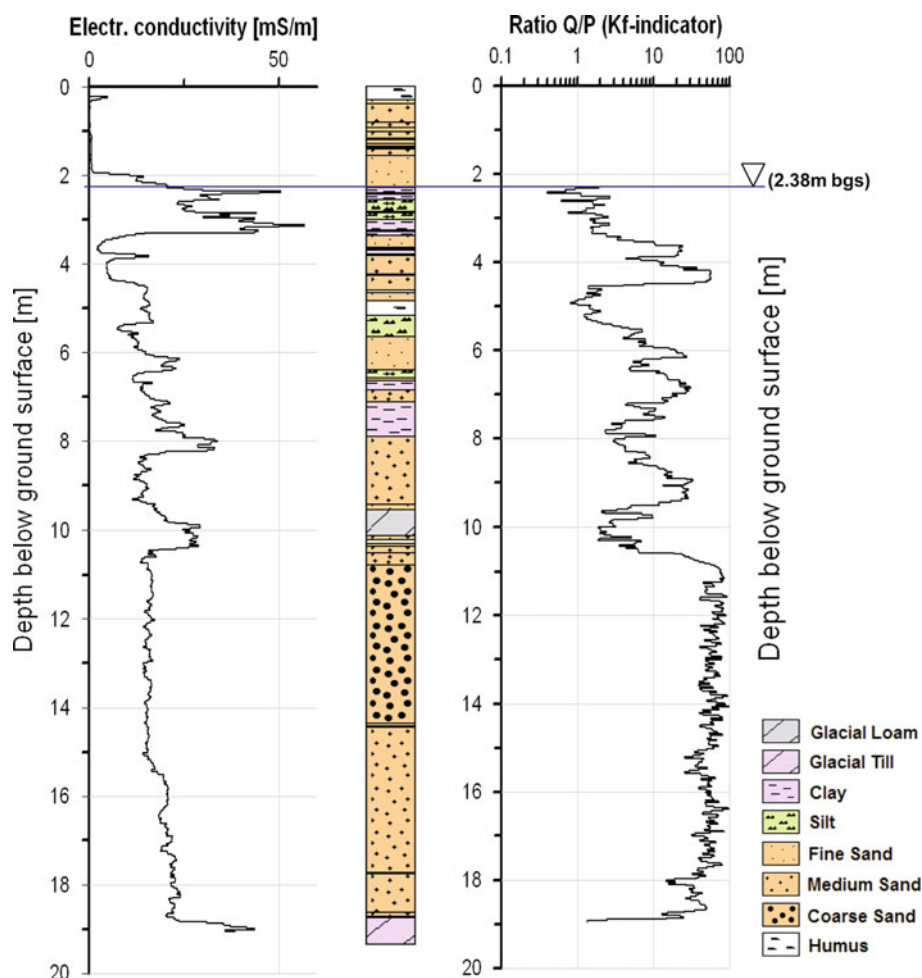 Electr. conductivity [mS/m]
0 50
Depth below ground surface [m]
0
2
4
6
8
10
12
14
16
18
20
Ratio Q/P (Kf-indicator)
0.1 1 10 100
0
2
4
6
8
10
12
14
16
18
20
(2.38m bgs)
Depth below ground surface [m]
Glacial Loam
Glacial Till
Clay
Silt
Fine Sand
Medium Sand
Coarse Sand
Humus